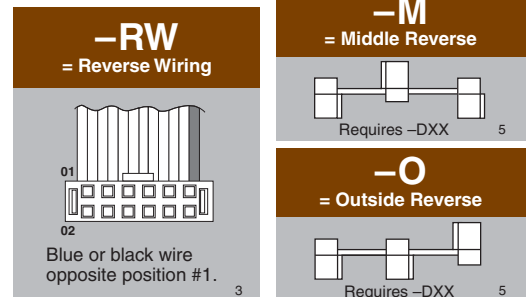 –RW
= Reverse Wiring
01
02
Blue or black wire
opposite position #1.
3
–M
= Middle Reverse
Requires –DXX
5
–O
= Outside Reverse
Requires –DXX
5